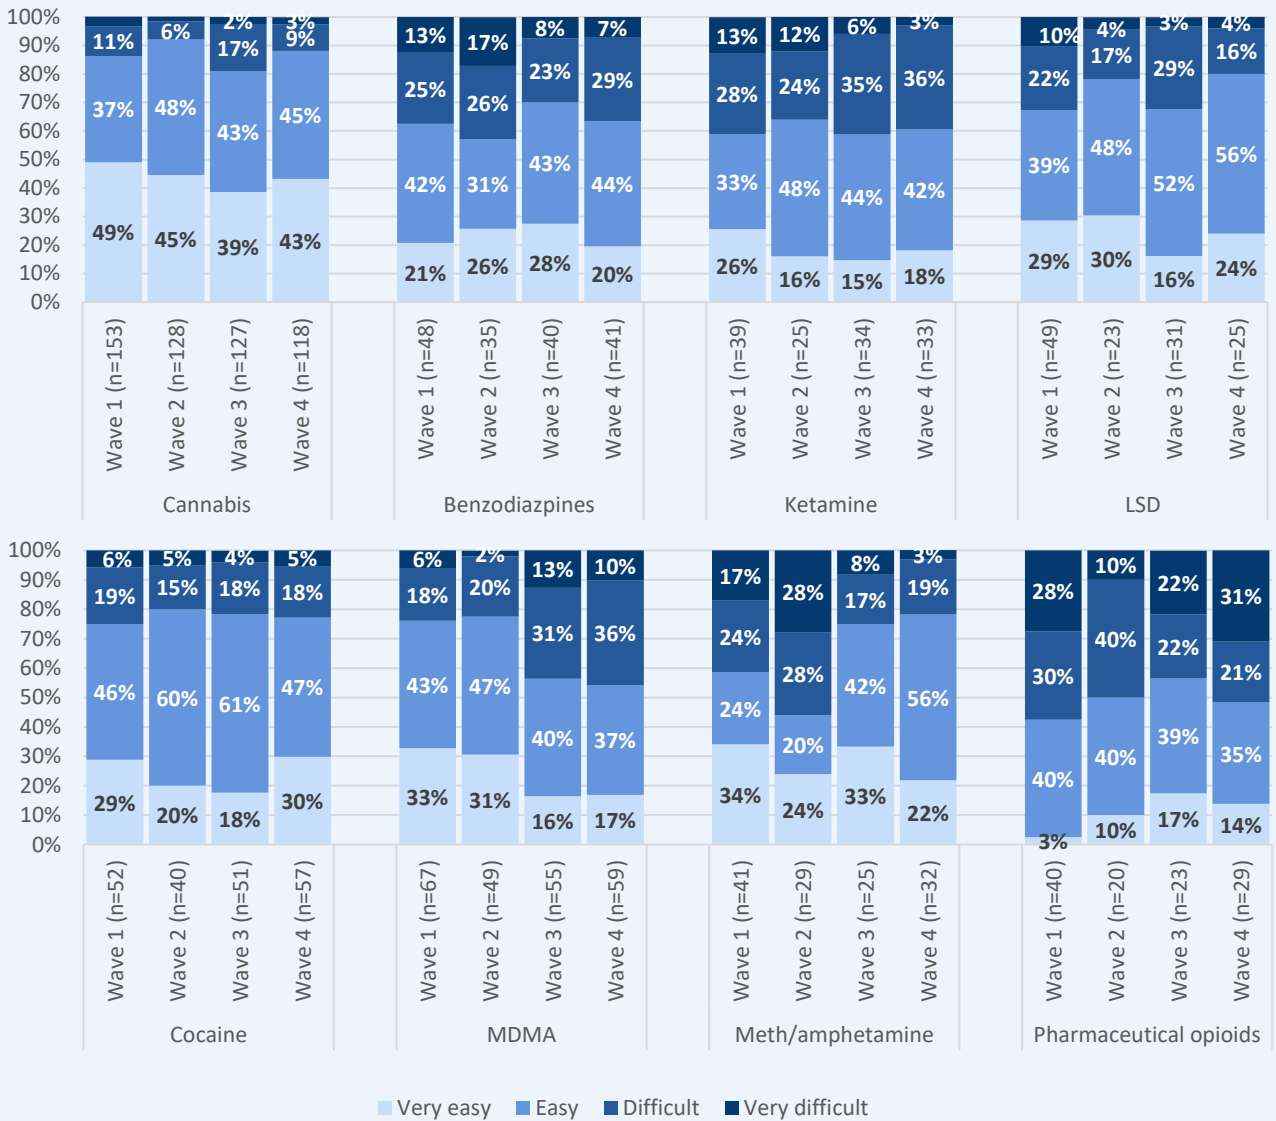 100% 3% 2% 3% 13% 17% 8% 7% 13% 12% 6% 3% 10% 4% 3% 4%
90% 11% 6% 17% 9% 25% 26% 23% 29% 28% 24% 35% 36% 22% 17% 29% 16%
80%
70% 37% 48% 43% 45% 42% 31% 43% 44% 33% 48% 44% 42% 39% 48% 52% 56%
60%
50%
40%
30% 49% 45% 39% 43% 21% 26% 28% 20% 26% 16% 15% 18% 29% 30% 16% 24%
20%
10%
0%
Wave 1 (n=153) Wave 2 (n=128) Wave 3 (n=127) Wave 4 (n=118) Wave 1 (n=48) Wave 2 (n=35) Wave 3 (n=40) Wave 4 (n=41) Wave 1 (n=39) Wave 2 (n=25) Wave 3 (n=34) Wave 4 (n=33) Wave 1 (n=49) Wave 2 (n=23) Wave 3 (n=31) Wave 4 (n=25)
Cannabis Benzodiazpines Ketamine LSD
100% 6% 5% 4% 5% 6% 2% 13% 10% 17% 28% 8% 3% 28% 10% 22% 31%
90% 19% 15% 18% 18% 18% 20% 31% 36% 24% 28% 17% 19% 30% 40% 22% 21%
80%
70%
60% 46% 60% 61% 47% 43% 47% 40% 37% 24% 20% 42% 56% 40% 40% 39% 35%
50%
40%
30%
20% 29% 20% 18% 30% 33% 31% 16% 17% 34% 24% 33% 22% 3% 10% 17% 14%
10%
0%
Wave 1 (n=52) Wave 2 (n=40) Wave 3 (n=51) Wave 4 (n=57) Wave 1 (n=67) Wave 2 (n=49) Wave 3 (n=55) Wave 4 (n=59) Wave 1 (n=41) Wave 2 (n=29) Wave 3 (n=25) Wave 4 (n=32) Wave 1 (n=40) Wave 2 (n=20) Wave 3 (n=23) Wave 4 (n=29)
Cocaine MDMA Meth/amphetamine Pharmaceutical opioids
Very easy Easy Difficult Very difficult